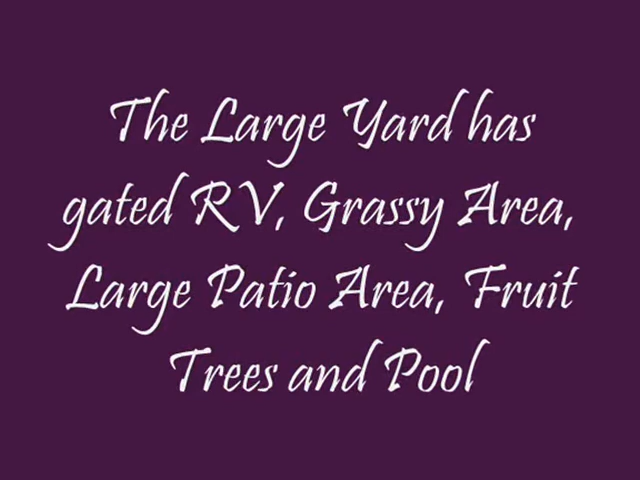 The Large Yard has
gated RV, Grassy Area,
Large Patio Area, Fruit
Trees and Pool